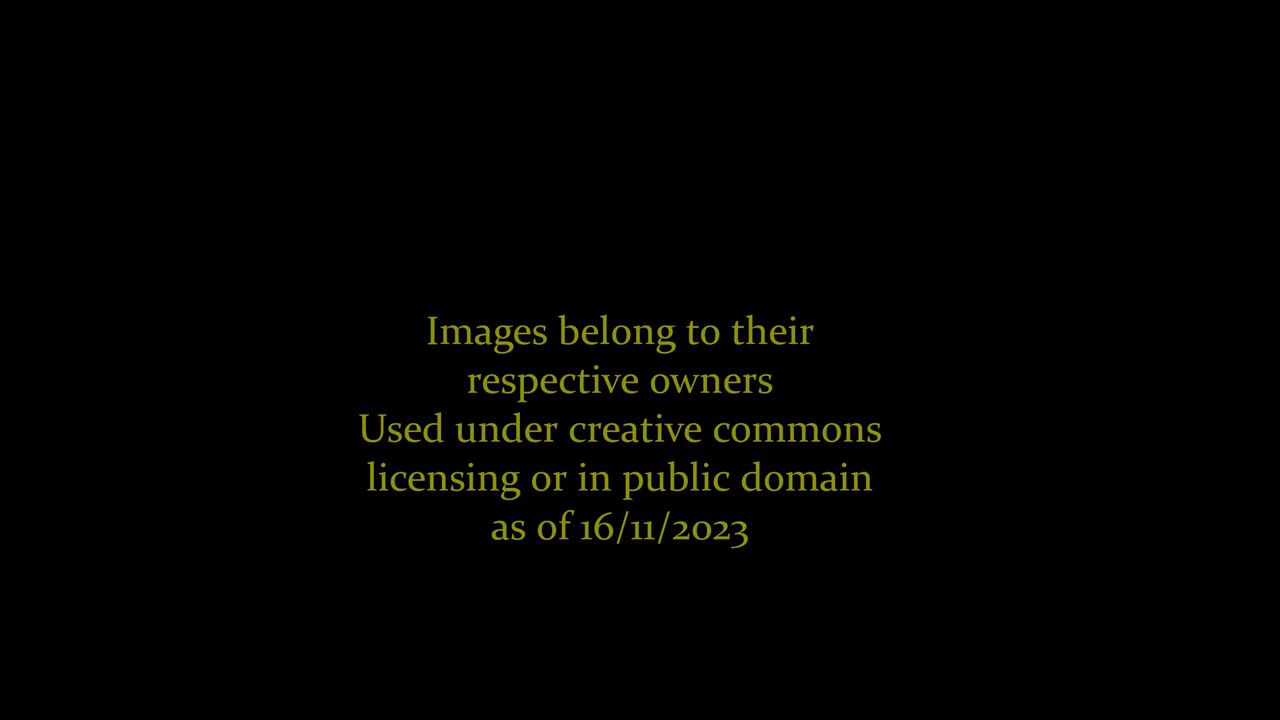 Images belong to their
respective owners
Used under creative commons
licensing or in public domain
as of 16/11/2023